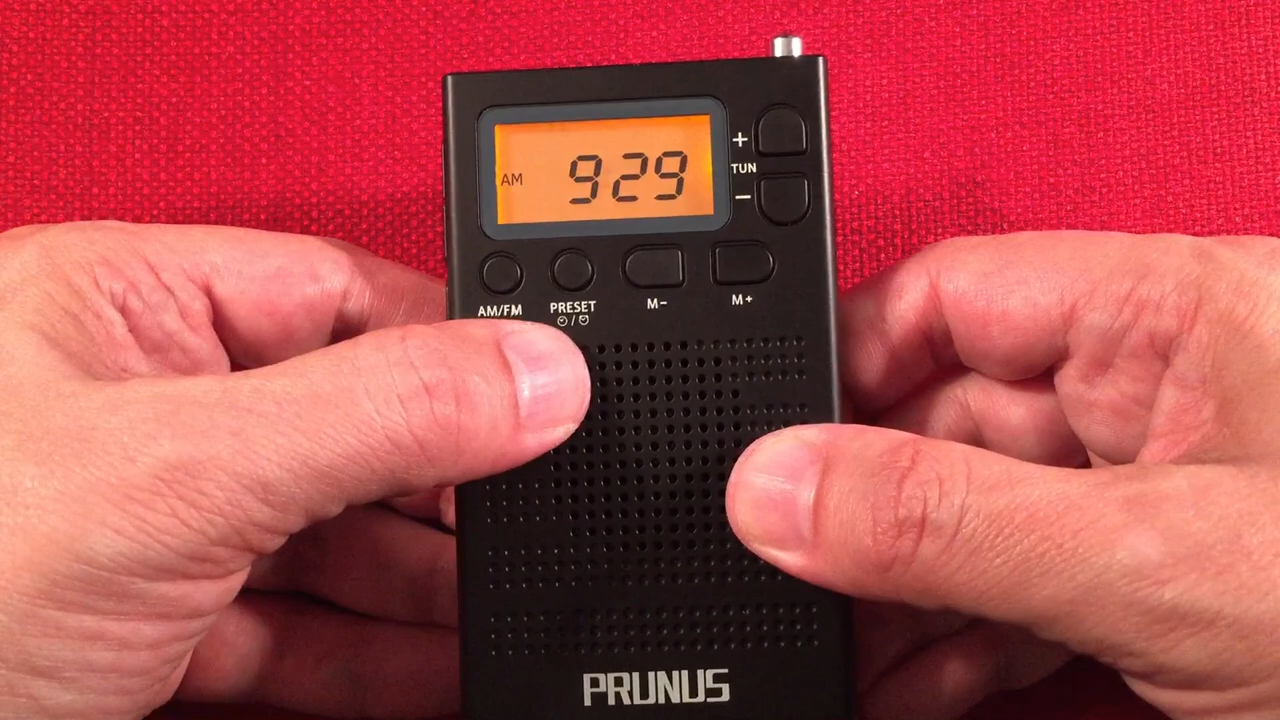 AM 929
+
TUN
−
AM/FM PRESET M− M+
PRUNUS